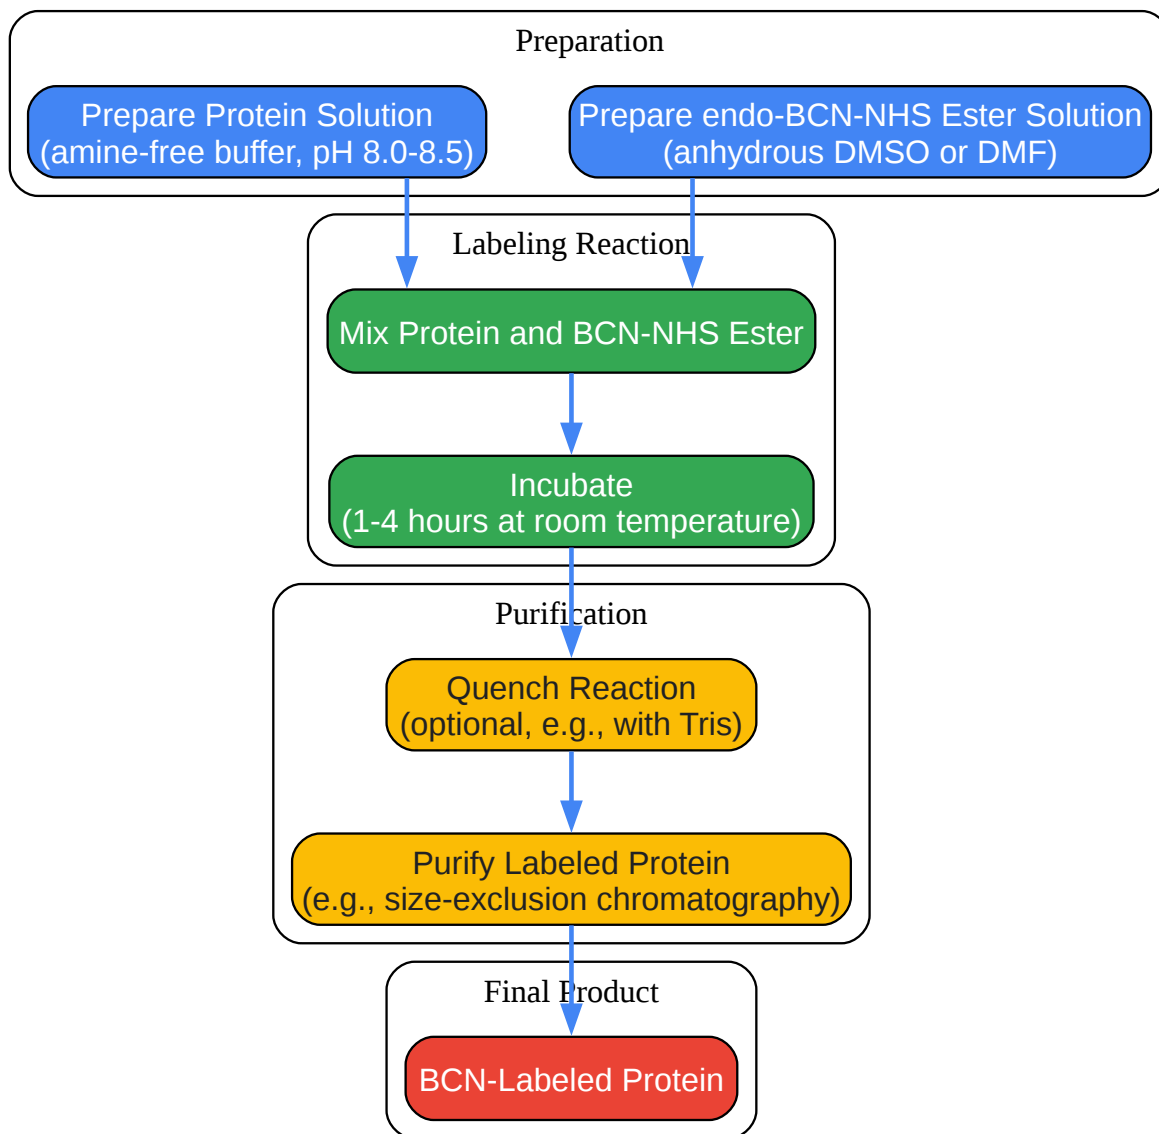 Preparation
Prepare Protein Solution
(amine-free buffer, pH 8.0-8.5)
Prepare endo-BCN-NHS Ester Solution
(anhydrous DMSO or DMF)
Labeling Reaction
Mix Protein and BCN-NHS Ester
Incubate
(1-4 hours at room temperature)
Purification
Quench Reaction
(optional, e.g., with Tris)
Purify Labeled Protein
(e.g., size-exclusion chromatography)
Final Product
BCN-Labeled Protein